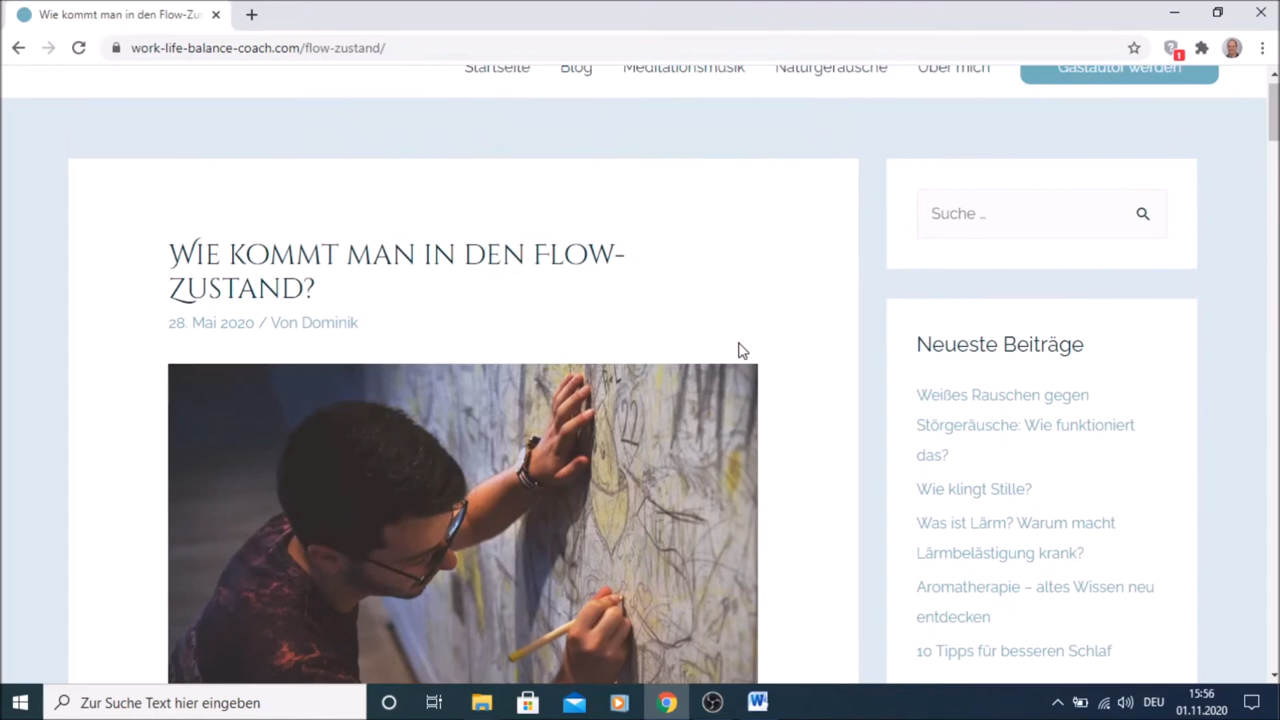 Wie kommt man in den Flow-Zus
work-life-balance-coach.com/flow-zustand/
1
Startseite Blog Meditationsmusik Naturgeräusche Über mich Gastautor werden
Suche …
WIE KOMMT MAN IN DEN FLOW-
ZUSTAND?
28. Mai 2020 / Von Dominik
Neueste Beiträge
Weißes Rauschen gegen
Störgeräusche: Wie funktioniert
das?
Wie klingt Stille?
Was ist Lärm? Warum macht
Lärmbelästigung krank?
Aromatherapie – altes Wissen neu
entdecken
10 Tipps für besseren Schlaf
22
Zur Suche Text hier eingeben
DEU
15:56
01.11.2020